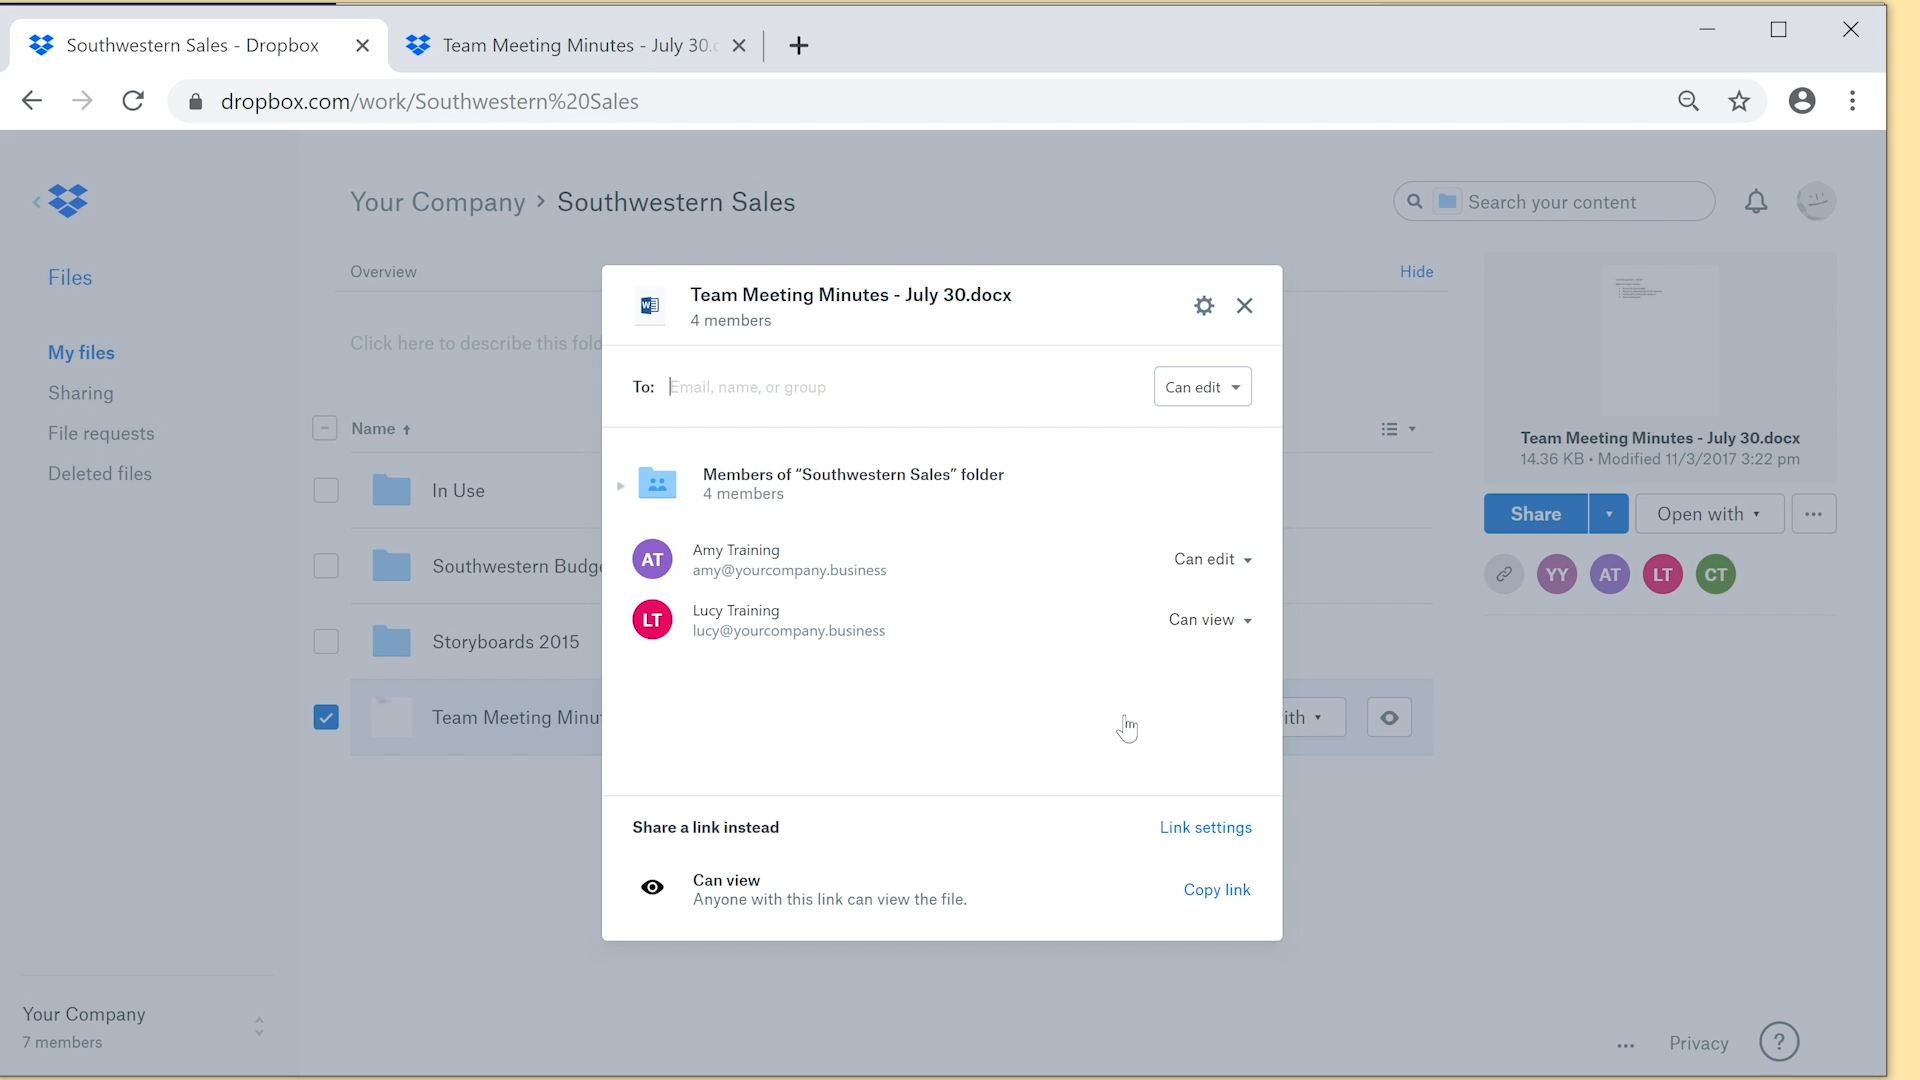 Southwestern Sales - Dropbox
Team Meeting Minutes - July 30.
dropbox.com/work/Southwestern%20Sales
Your Company › Southwestern Sales
Search your content
Files
My files
Sharing
File requests
Deleted files
Overview
Hide
Click here to describe this fold
Name
In Use
Southwestern Budge
Storyboards 2015
Team Meeting Minu
ith
Team Meeting Minutes - July 30.docx
4 members
To: Email, name, or group
Can edit
Members of “Southwestern Sales” folder
4 members
AT
Amy Training
amy@yourcompany.business
Can edit
LT
Lucy Training
lucy@yourcompany.business
Can view
Share a link instead
Link settings
Can view
Anyone with this link can view the file.
Copy link
Team Meeting Minutes - July 30.docx
14.36 KB • Modified 11/3/2017 3:22 pm
Share
Open with
YY AT LT CT
Your Company
7 members
Privacy
?